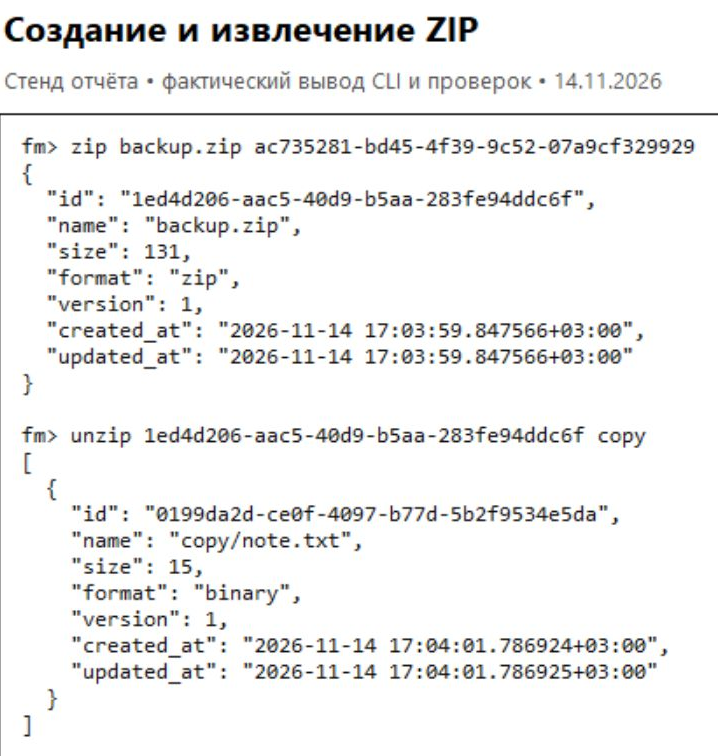 Создание и извлечение ZIP
Стенд отчёта • фактический вывод CLI и проверок • 14.11.2026
fm> zip backup.zip ac735281-bd45-4f39-9c52-07a9cf329929
{
  "id": "1ed4d206-aac5-40d9-b5aa-283fe94ddc6f",
  "name": "backup.zip",
  "size": 131,
  "format": "zip",
  "version": 1,
  "created_at": "2026-11-14 17:03:59.847566+03:00",
  "updated_at": "2026-11-14 17:03:59.847566+03:00"
}
fm> unzip 1ed4d206-aac5-40d9-b5aa-283fe94ddc6f copy
[
  {
    "id": "0199da2d-ce0f-4097-b77d-5b2f9534e5da",
    "name": "copy/note.txt",
    "size": 15,
    "format": "binary",
    "version": 1,
    "created_at": "2026-11-14 17:04:01.786924+03:00",
    "updated_at": "2026-11-14 17:04:01.786925+03:00"
  }
]